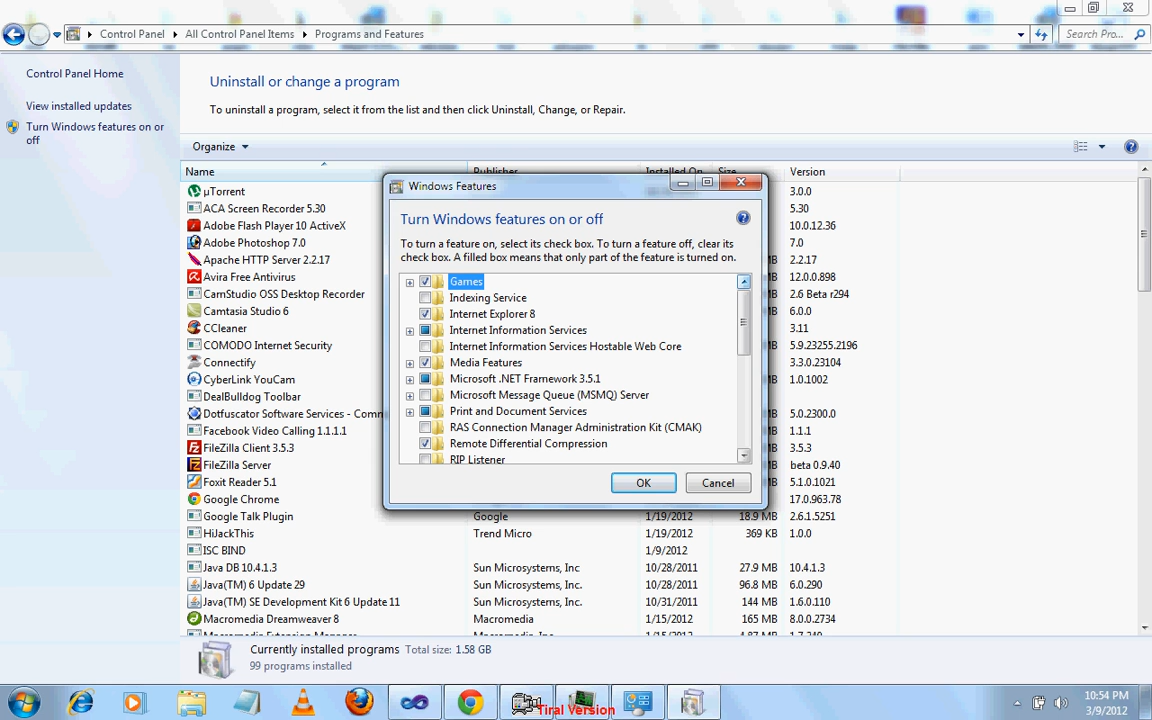 Control Panel All Control Panel Items Programs and Features
Search Pro...
Control Panel Home
View installed updates
Turn Windows features on or
off
Uninstall or change a program
To uninstall a program, select it from the list and then click Uninstall, Change, or Repair.
Organize
Name Publisher Installed On Size Version
µTorrent 3.0.0
ACA Screen Recorder 5.30 5.30
Adobe Flash Player 10 ActiveX 10.0.12.36
Adobe Photoshop 7.0 7.0
Apache HTTP Server 2.2.17 2.2.17
Avira Free Antivirus 12.0.0.898
CamStudio OSS Desktop Recorder 2.6 Beta r294
Camtasia Studio 6 6.0.0
CCleaner 3.11
COMODO Internet Security 5.9.23255.2196
Connectify 3.3.0.23104
CyberLink YouCam 1.0.1002
DealBulldog Toolbar
Dotfuscator Software Services - Comm 5.0.2300.0
Facebook Video Calling 1.1.1.1 1.1.1
FileZilla Client 3.5.3 3.5.3
FileZilla Server beta 0.9.40
Foxit Reader 5.1 5.1.0.1021
Google Chrome 17.0.963.78
Google Talk Plugin Google 1/19/2012 18.9 MB 2.6.1.5251
HiJackThis Trend Micro 1/19/2012 369 KB 1.0.0
ISC BIND 1/9/2012
Java DB 10.4.1.3 Sun Microsystems, Inc 10/28/2011 27.9 MB 10.4.1.3
Java(TM) 6 Update 29 Sun Microsystems, Inc. 10/28/2011 96.8 MB 6.0.290
Java(TM) SE Development Kit 6 Update 11 Sun Microsystems, Inc. 10/31/2011 144 MB 1.6.0.110
Macromedia Dreamweaver 8 Macromedia 1/15/2012 165 MB 8.0.0.2734
Macromedia Extension Manager Macromedia, Inc. 1/15/2012 4.87 MB 1.7.240
Windows Features
Turn Windows features on or off
To turn a feature on, select its check box. To turn a feature off, clear its
check box. A filled box means that only part of the feature is turned on.
Games
Indexing Service
Internet Explorer 8
Internet Information Services
Internet Information Services Hostable Web Core
Media Features
Microsoft .NET Framework 3.5.1
Microsoft Message Queue (MSMQ) Server
Print and Document Services
RAS Connection Manager Administration Kit (CMAK)
Remote Differential Compression
RIP Listener
OK Cancel
Currently installed programs Total size: 1.58 GB
99 programs installed
Tiral Version
10:54 PM
3/9/2012